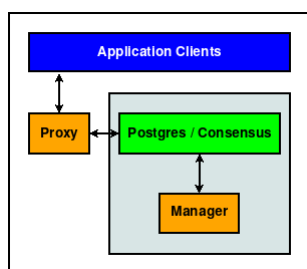 Application Clients
Proxy
Postgres / Consensus
Manager